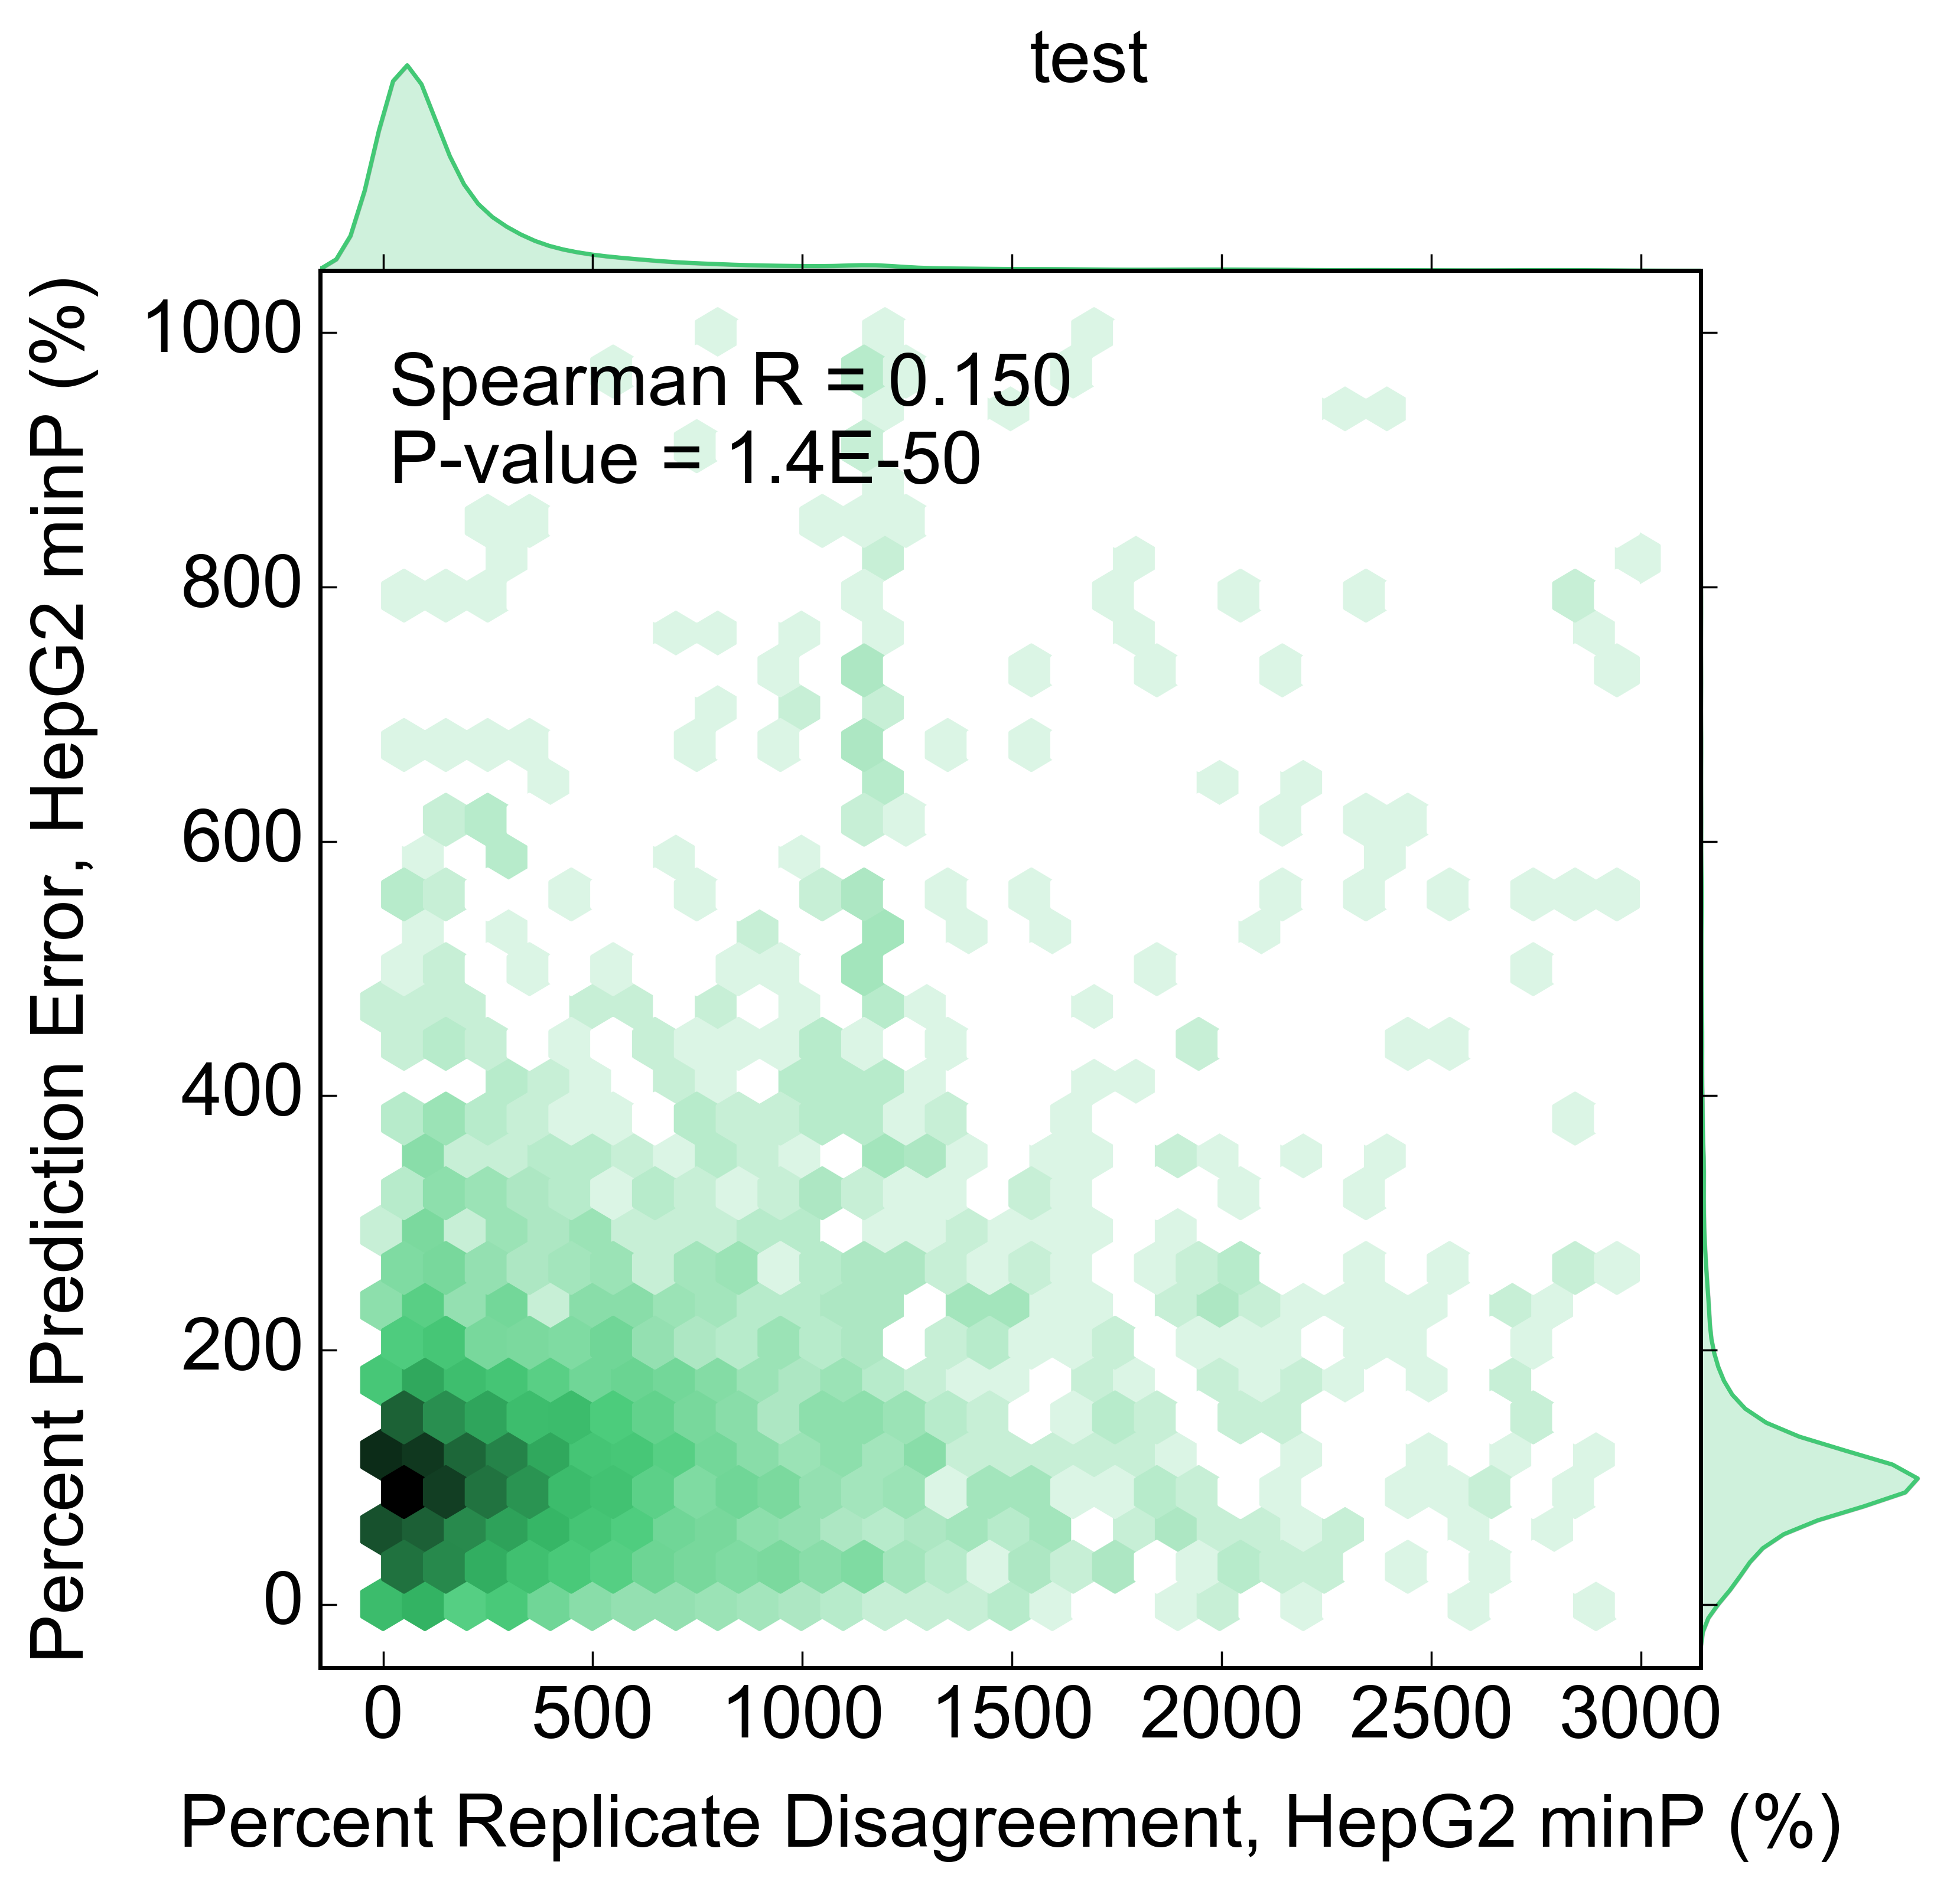 test
Percent Prediction Error, HepG2 minP (%)
1000
800
600
400
200
0
Spearman R = 0.150
P-value = 1.4E-50
0 500 1000 1500 2000 2500 3000
Percent Replicate Disagreement, HepG2 minP (%)